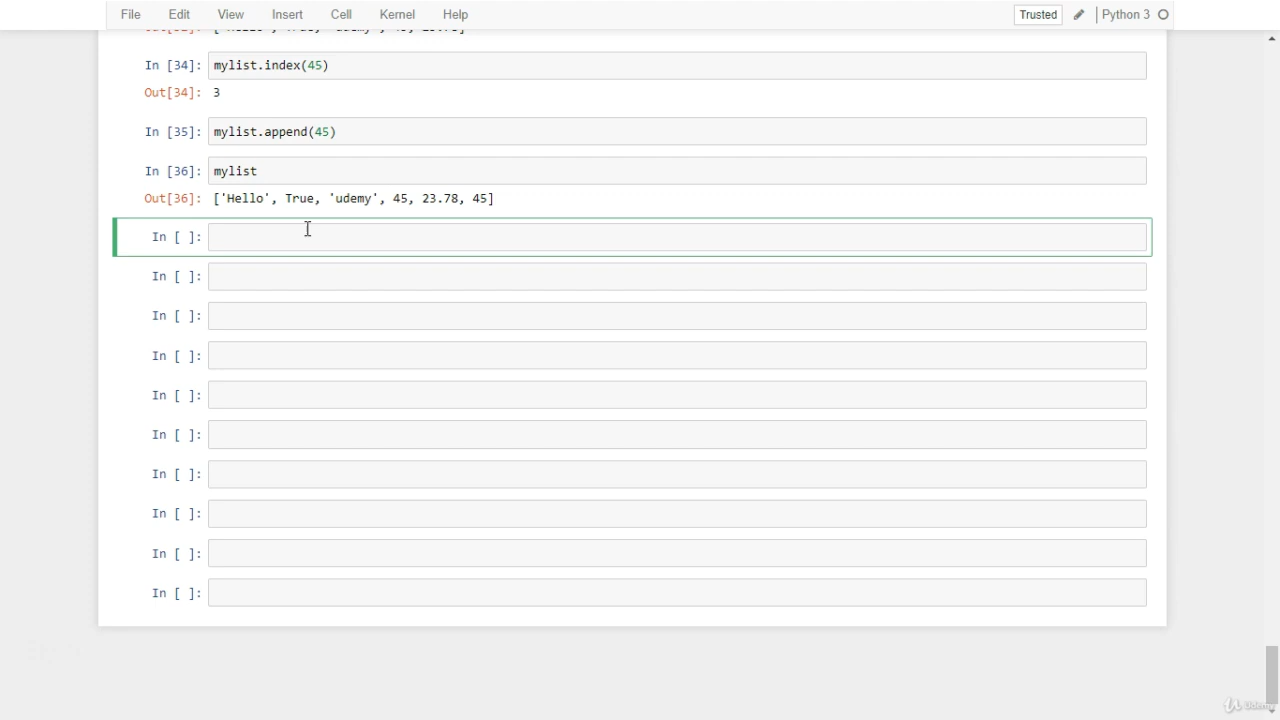 File Edit View Insert Cell Kernel Help Trusted Python 3
In [34]: mylist.index(45)
Out[34]: 3
In [35]: mylist.append(45)
In [36]: mylist
Out[36]: ['Hello', True, 'udemy', 45, 23.78, 45]
In [ ]:
In [ ]:
In [ ]:
In [ ]:
In [ ]:
In [ ]:
In [ ]:
In [ ]:
In [ ]:
In [ ]:
Udemy